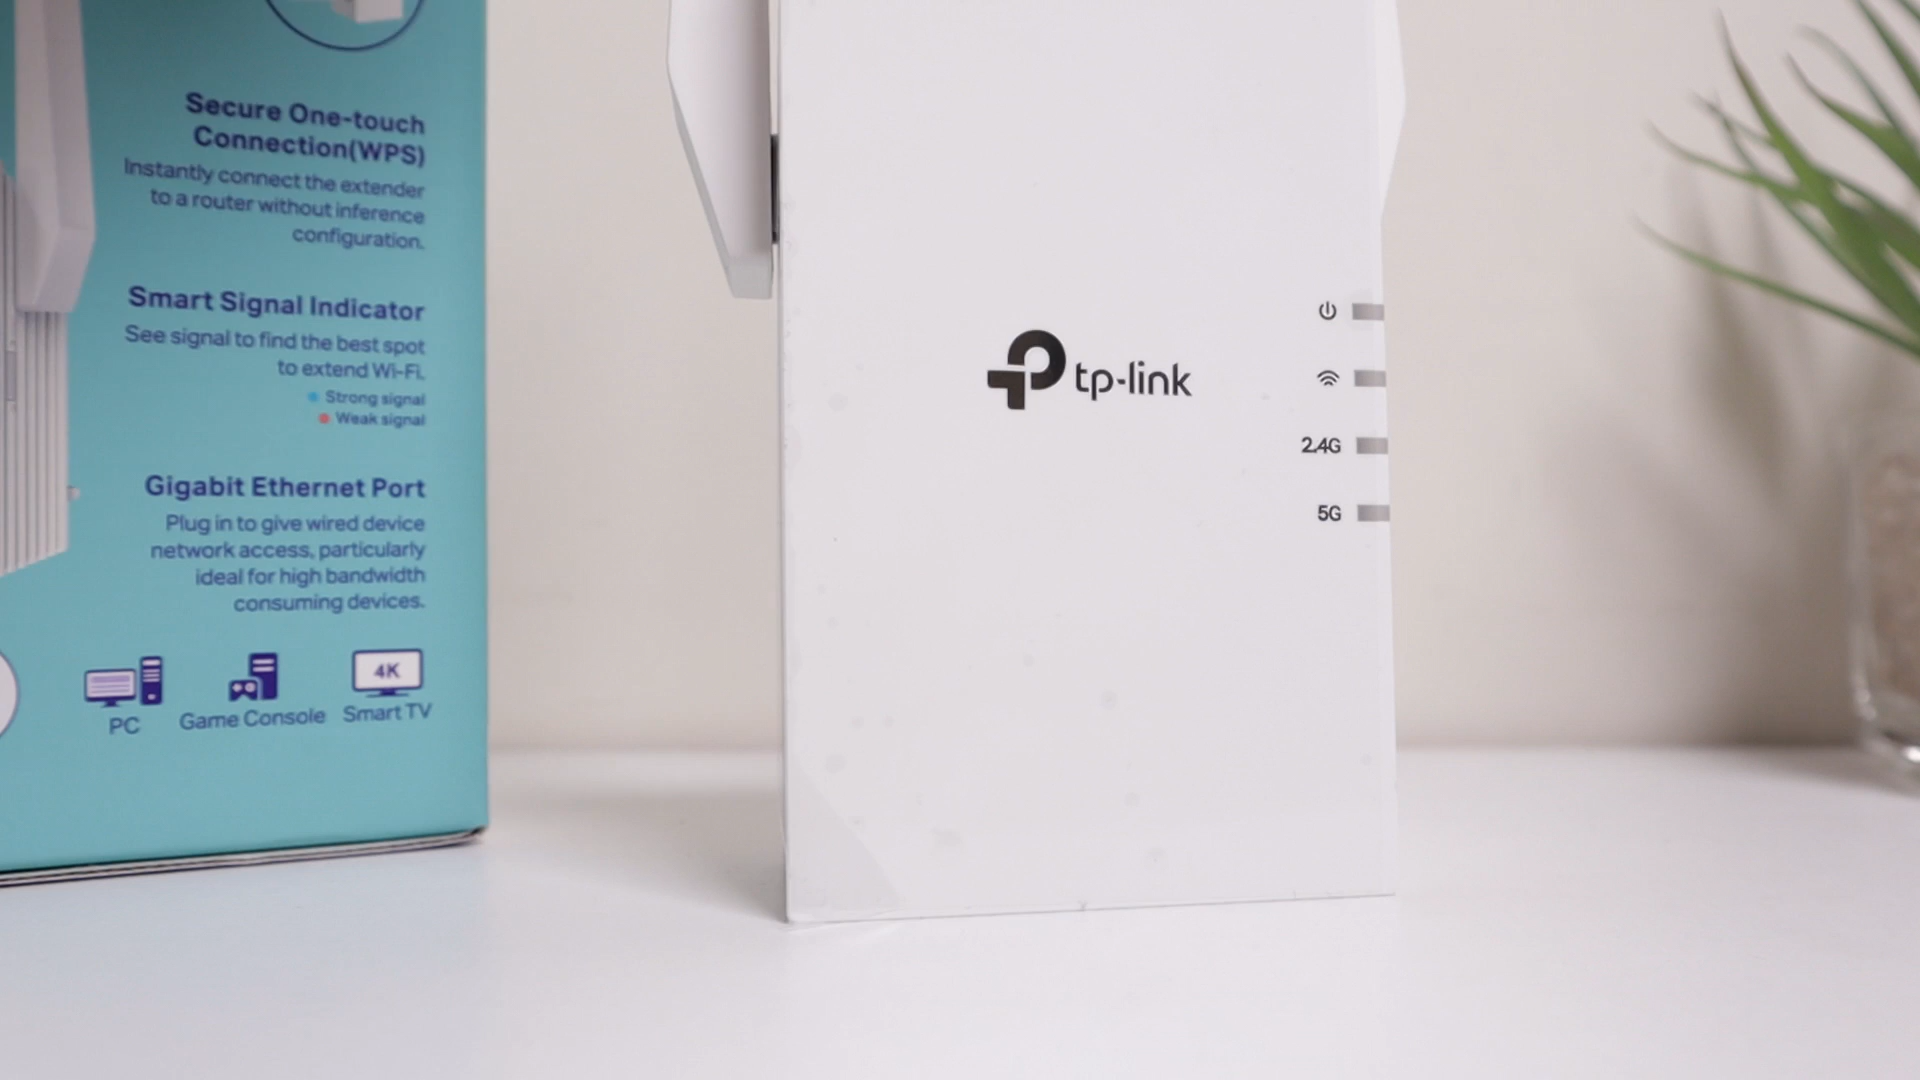 Secure One-touch
Connection(WPS)
Instantly connect the extender
to a router without inference
configuration.
Smart Signal Indicator
See signal to find the best spot
to extend Wi-Fi.
Strong signal
Weak signal
Gigabit Ethernet Port
Plug in to give wired device
network access, particularly
ideal for high bandwidth
consuming devices.
4K
PC
Game Console
Smart TV
tp-link
2.4G
5G